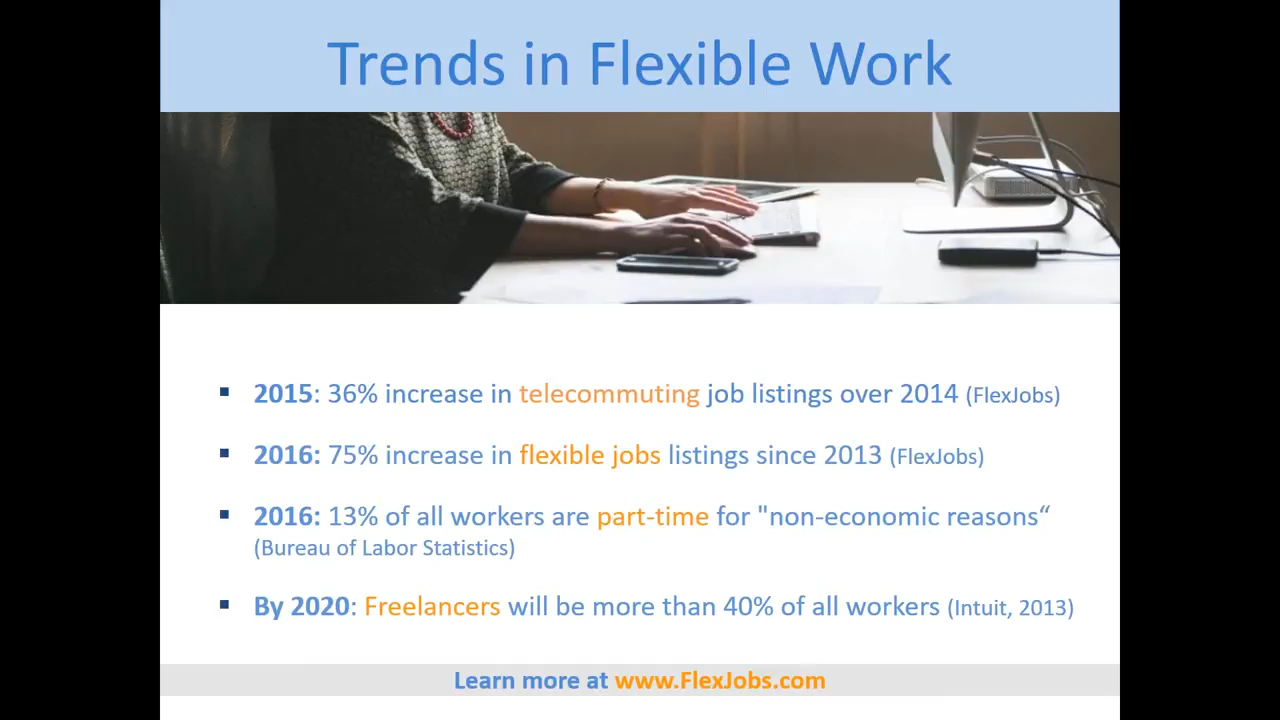 Trends in Flexible Work
▪ 2015: 36% increase in telecommuting job listings over 2014 (FlexJobs)
▪ 2016: 75% increase in flexible jobs listings since 2013 (FlexJobs)
▪ 2016: 13% of all workers are part-time for "non-economic reasons“
(Bureau of Labor Statistics)
▪ By 2020: Freelancers will be more than 40% of all workers (Intuit, 2013)
Learn more at www.FlexJobs.com